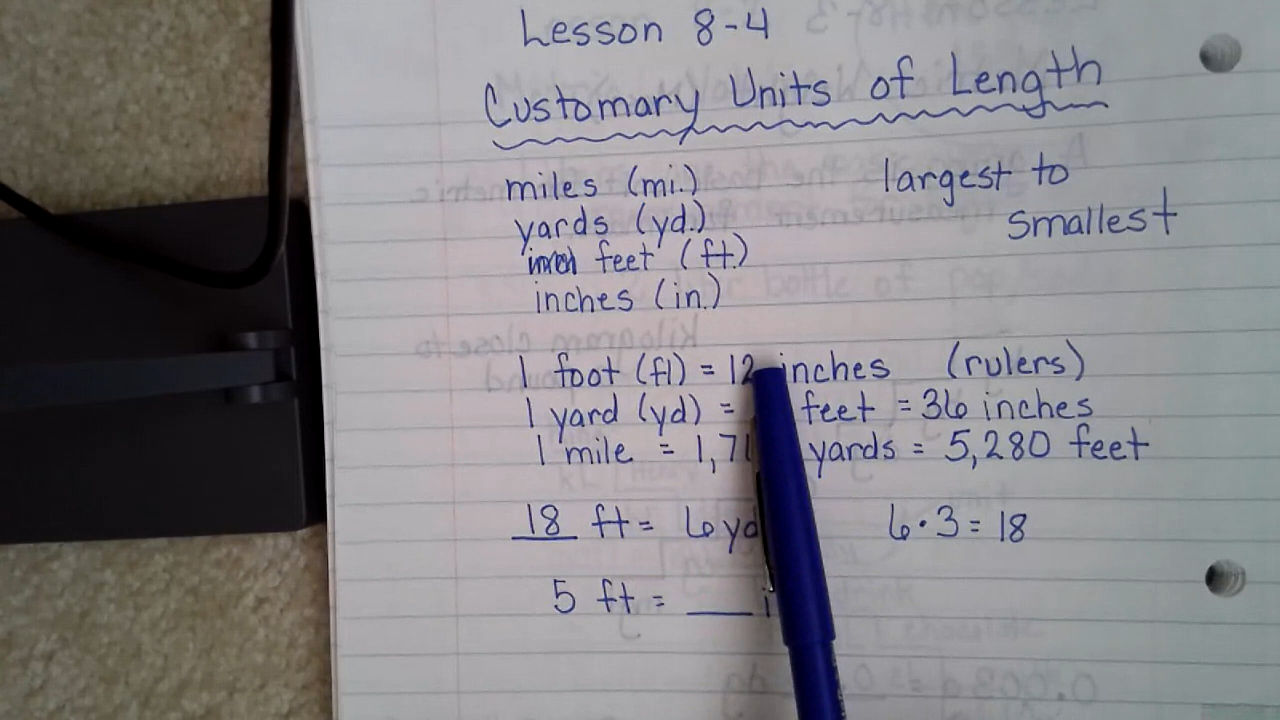 Lesson 8-4
Customary Units of Length
miles (mi.) largest to
yards (yd.) smallest
feet (ft.)
inches (in.)
1 foot (ft) = 12 inches (rulers)
1 yard (yd) = feet = 36 inches
1 mile = 1,7 yards = 5,280 feet
18 ft = 6 yd 6·3=18
5 ft = ___ i